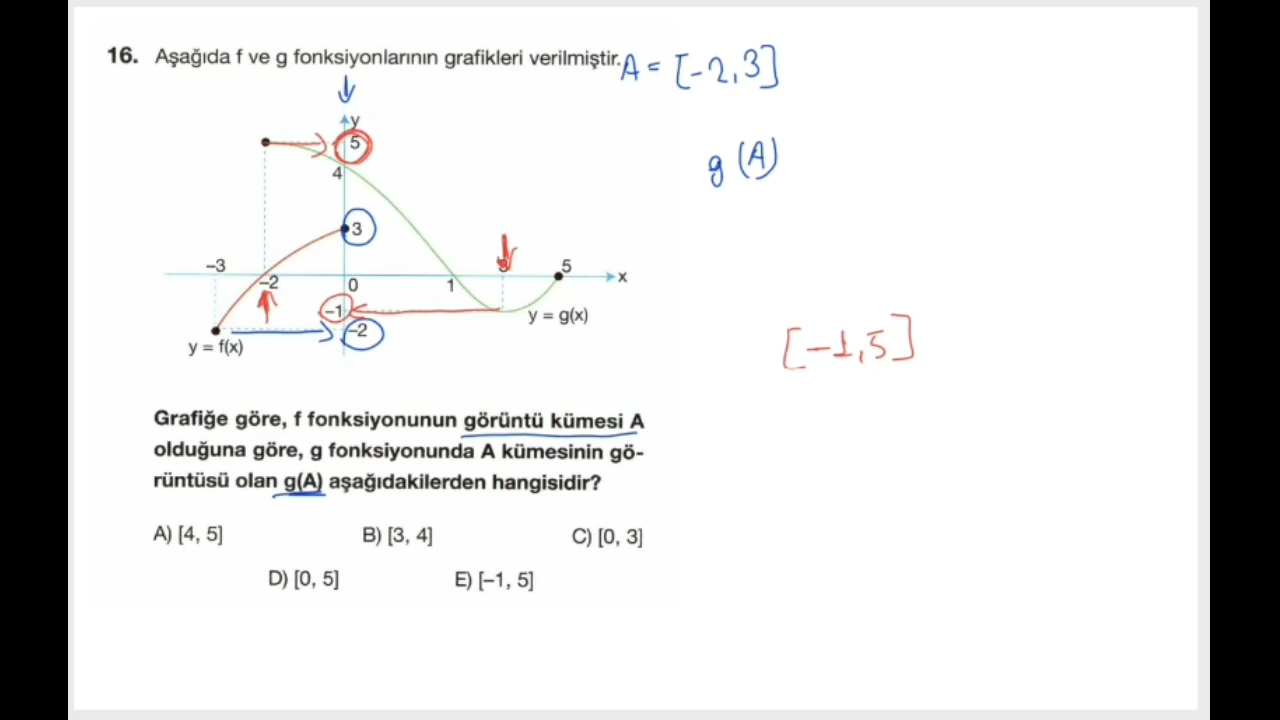 16. Aşağıda f ve g fonksiyonlarının grafikleri verilmiştir.
A = [-2,3]
g (A)
y
5
4
3
-3
-2
0
1
3
5
x
-1
-2
y = g(x)
y = f(x)
[-1,5]
Grafiğe göre, f fonksiyonunun görüntü kümesi A
olduğuna göre, g fonksiyonunda A kümesinin gö-
rüntüsü olan g(A) aşağıdakilerden hangisidir?
A) [4, 5] B) [3, 4] C) [0, 3]
D) [0, 5] E) [–1, 5]